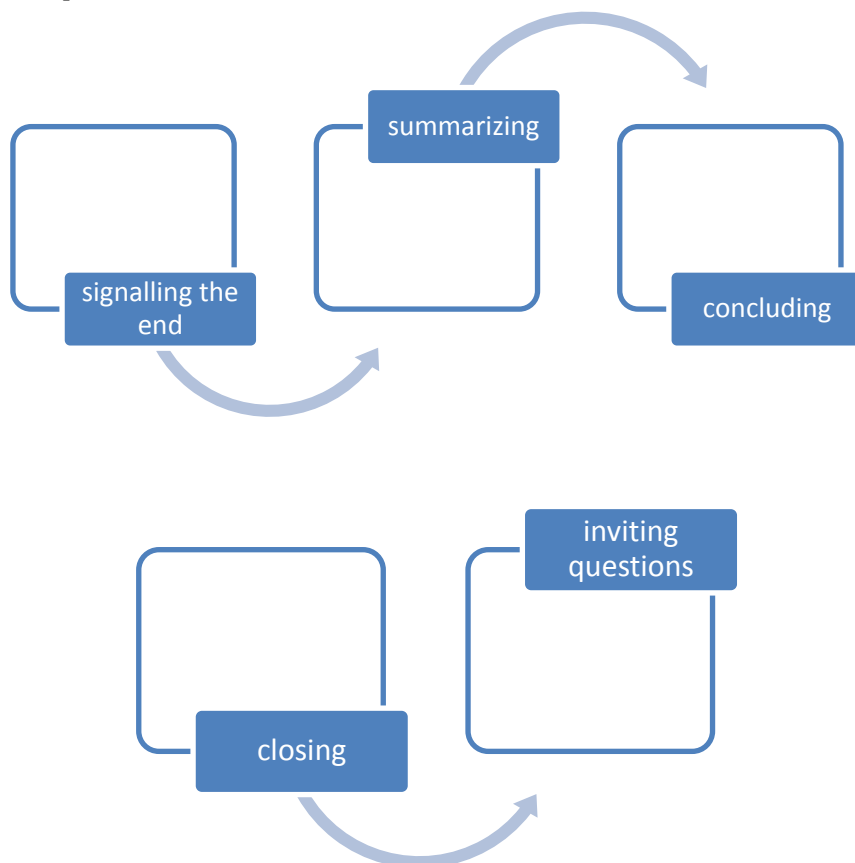 signalling the
end
summarizing
concluding
closing
inviting
questions